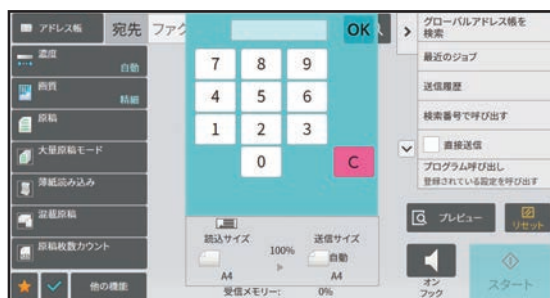 アドレス帳
宛先
ファク
OK
濃度
自動
画質
精細
原稿
大量原稿モード
薄紙読み込み
混載原稿
原稿枚数カウント
他の機能
7 8 9
4 5 6
1 2 3
0
C
読込サイズ
100%
送信サイズ
自動
A4
A4
受信メモリー: 0%
グローバルアドレス帳を
検索
最近のジョブ
送信履歴
検索番号で呼び出す
直接送信
プログラム呼び出し
登録されている設定を呼び出す
プレビュー
リセット
オン
フック
スタート